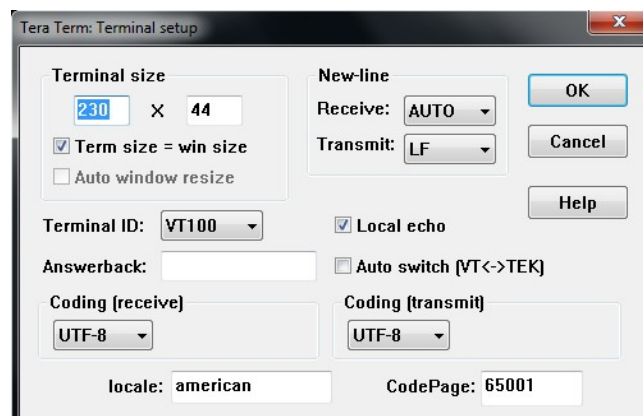 Tera Term: Terminal setup
Terminal size
230 X 44
Term size = win size
Auto window resize
New-line
Receive: AUTO
Transmit: LF
OK
Cancel
Help
Terminal ID: VT100
Local echo
Answerback:
Auto switch (VT<->TEK)
Coding (receive)
UTF-8
Coding (transmit)
UTF-8
locale: american
CodePage: 65001